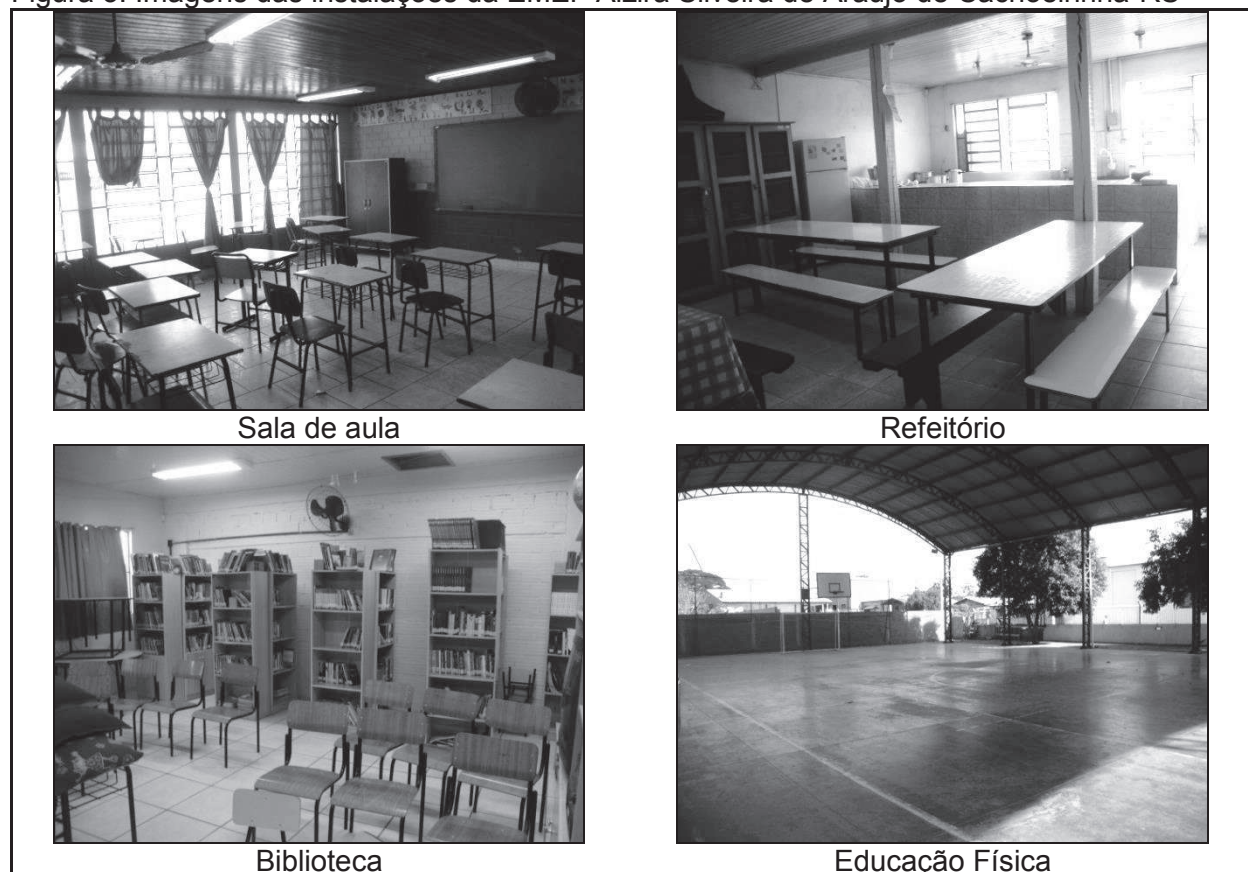 Figura Imagens das instalações da Alzira Silveira de Araújo de Cachoeirinha-RS
Sala de aula
Refeitório
Biblioteca
Educação Física